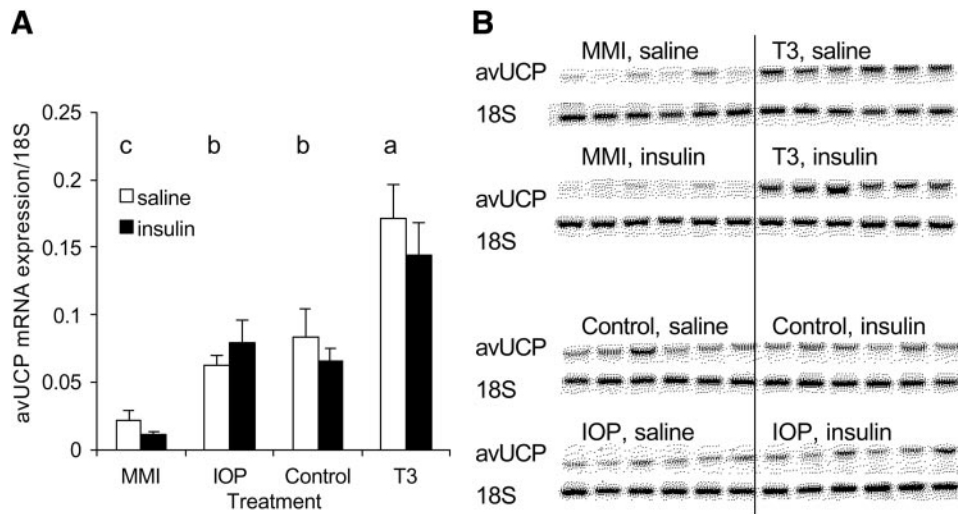 A
avUCP mRNA expression/18S
0.25
0.2
0.15
0.1
0.05
0
c
b
b
a
saline
insulin
MMI
IOP
Control
T3
Treatment
B
MMI, saline
T3, saline
avUCP
18S
MMI, insulin
T3, insulin
avUCP
18S
Control, saline
Control, insulin
avUCP
18S
IOP, saline
IOP, insulin
avUCP
18S